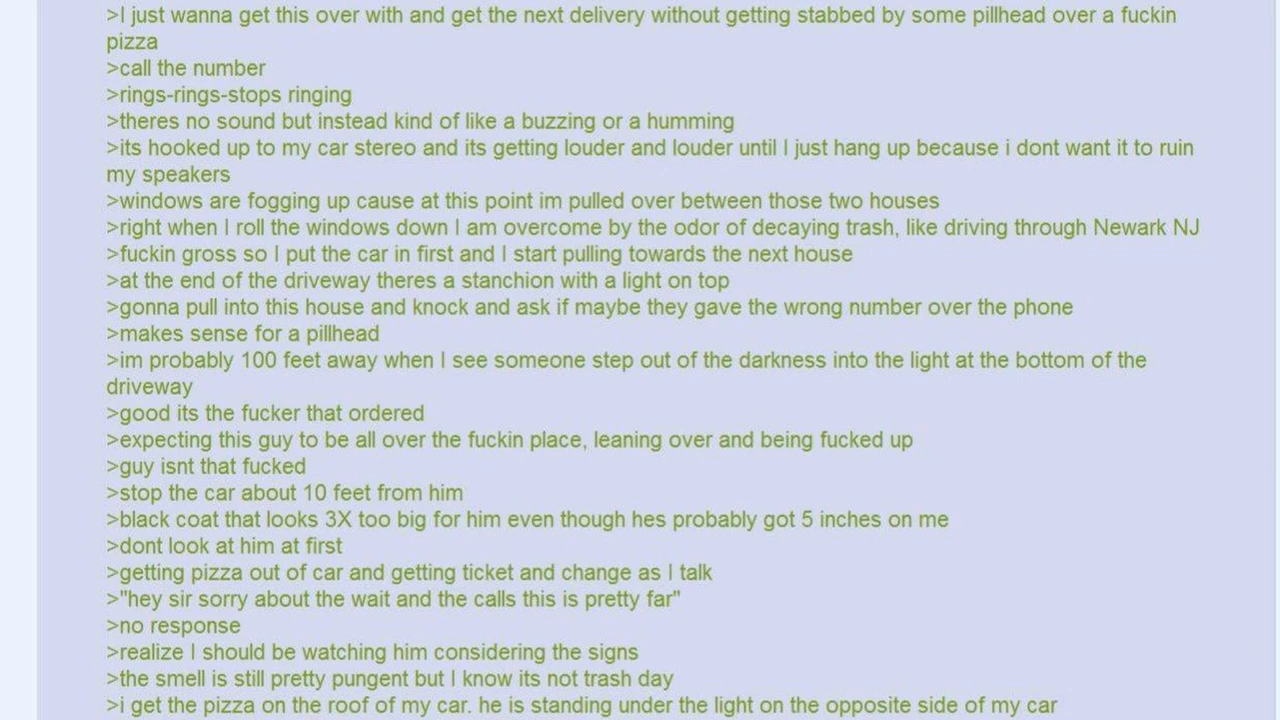 >I just wanna get this over with and get the next delivery without getting stabbed by some pillhead over a fuckin
pizza
>call the number
>rings-rings-stops ringing
>theres no sound but instead kind of like a buzzing or a humming
>its hooked up to my car stereo and its getting louder and louder until I just hang up because i dont want it to ruin
my speakers
>windows are fogging up cause at this point im pulled over between those two houses
>right when I roll the windows down I am overcome by the odor of decaying trash, like driving through Newark NJ
>fuckin gross so I put the car in first and I start pulling towards the next house
>at the end of the driveway theres a stanchion with a light on top
>gonna pull into this house and knock and ask if maybe they gave the wrong number over the phone
>makes sense for a pillhead
>im probably 100 feet away when I see someone step out of the darkness into the light at the bottom of the
driveway
>good its the fucker that ordered
>expecting this guy to be all over the fuckin place, leaning over and being fucked up
>guy isnt that fucked
>stop the car about 10 feet from him
>black coat that looks 3X too big for him even though hes probably got 5 inches on me
>dont look at him at first
>getting pizza out of car and getting ticket and change as I talk
>"hey sir sorry about the wait and the calls this is pretty far"
>no response
>realize I should be watching him considering the signs
>the smell is still pretty pungent but I know its not trash day
>i get the pizza on the roof of my car. he is standing under the light on the opposite side of my car